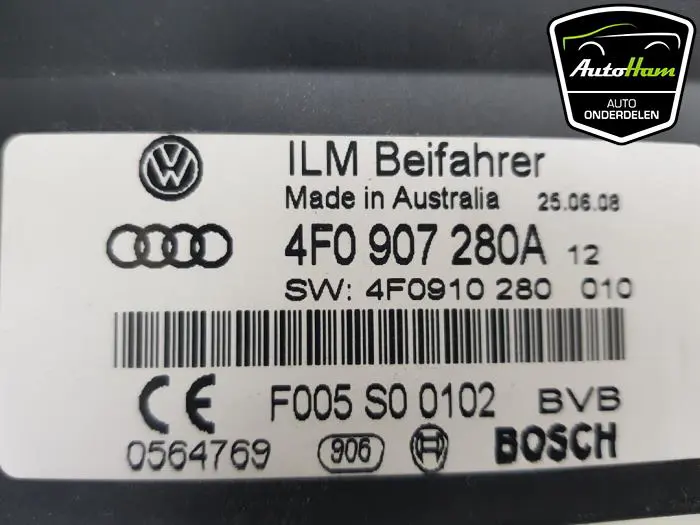 AutoHam
AUTO
ONDERDELEN
ILM Beifahrer
Made in Australia 25.06.08
4F0 907 280A 12
SW: 4F0910 280 010
CE F005 S0 0102 BVB
0564769 906 BOSCH